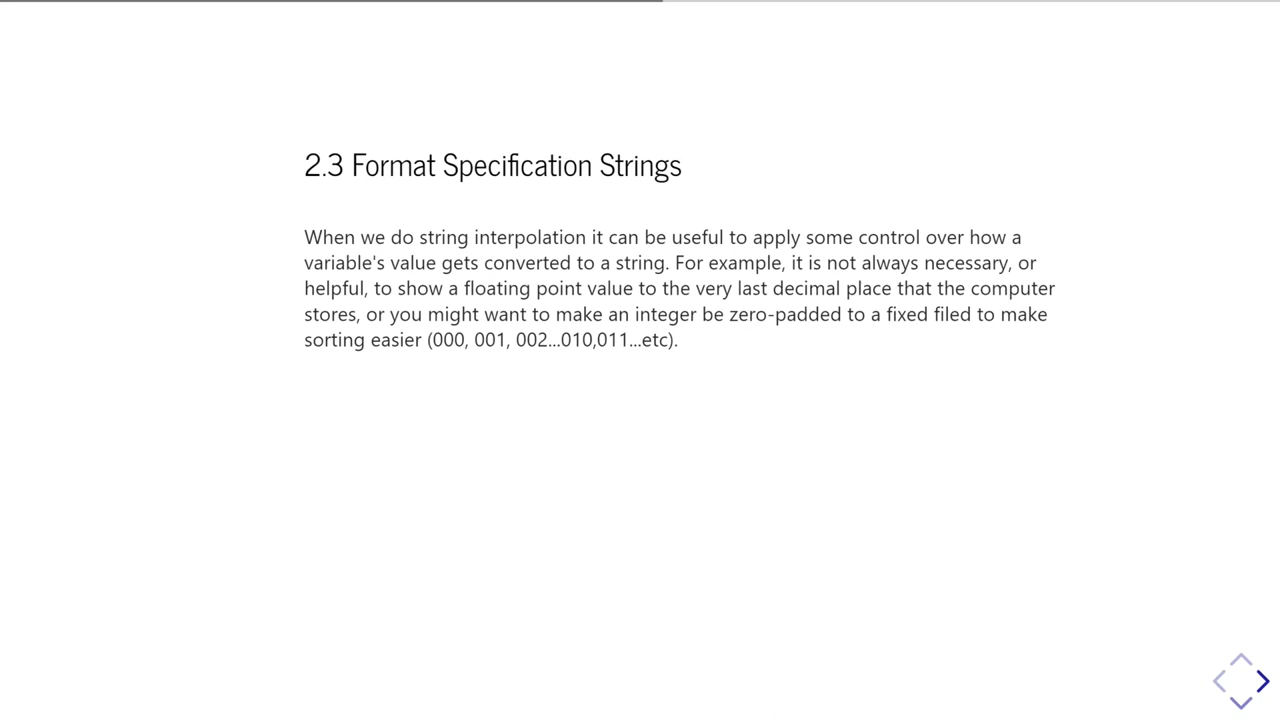 2.3 Format Specification Strings
When we do string interpolation it can be useful to apply some control over how a
variable's value gets converted to a string. For example, it is not always necessary, or
helpful, to show a floating point value to the very last decimal place that the computer
stores, or you might want to make an integer be zero-padded to a fixed filed to make
sorting easier (000, 001, 002...010,011...etc).